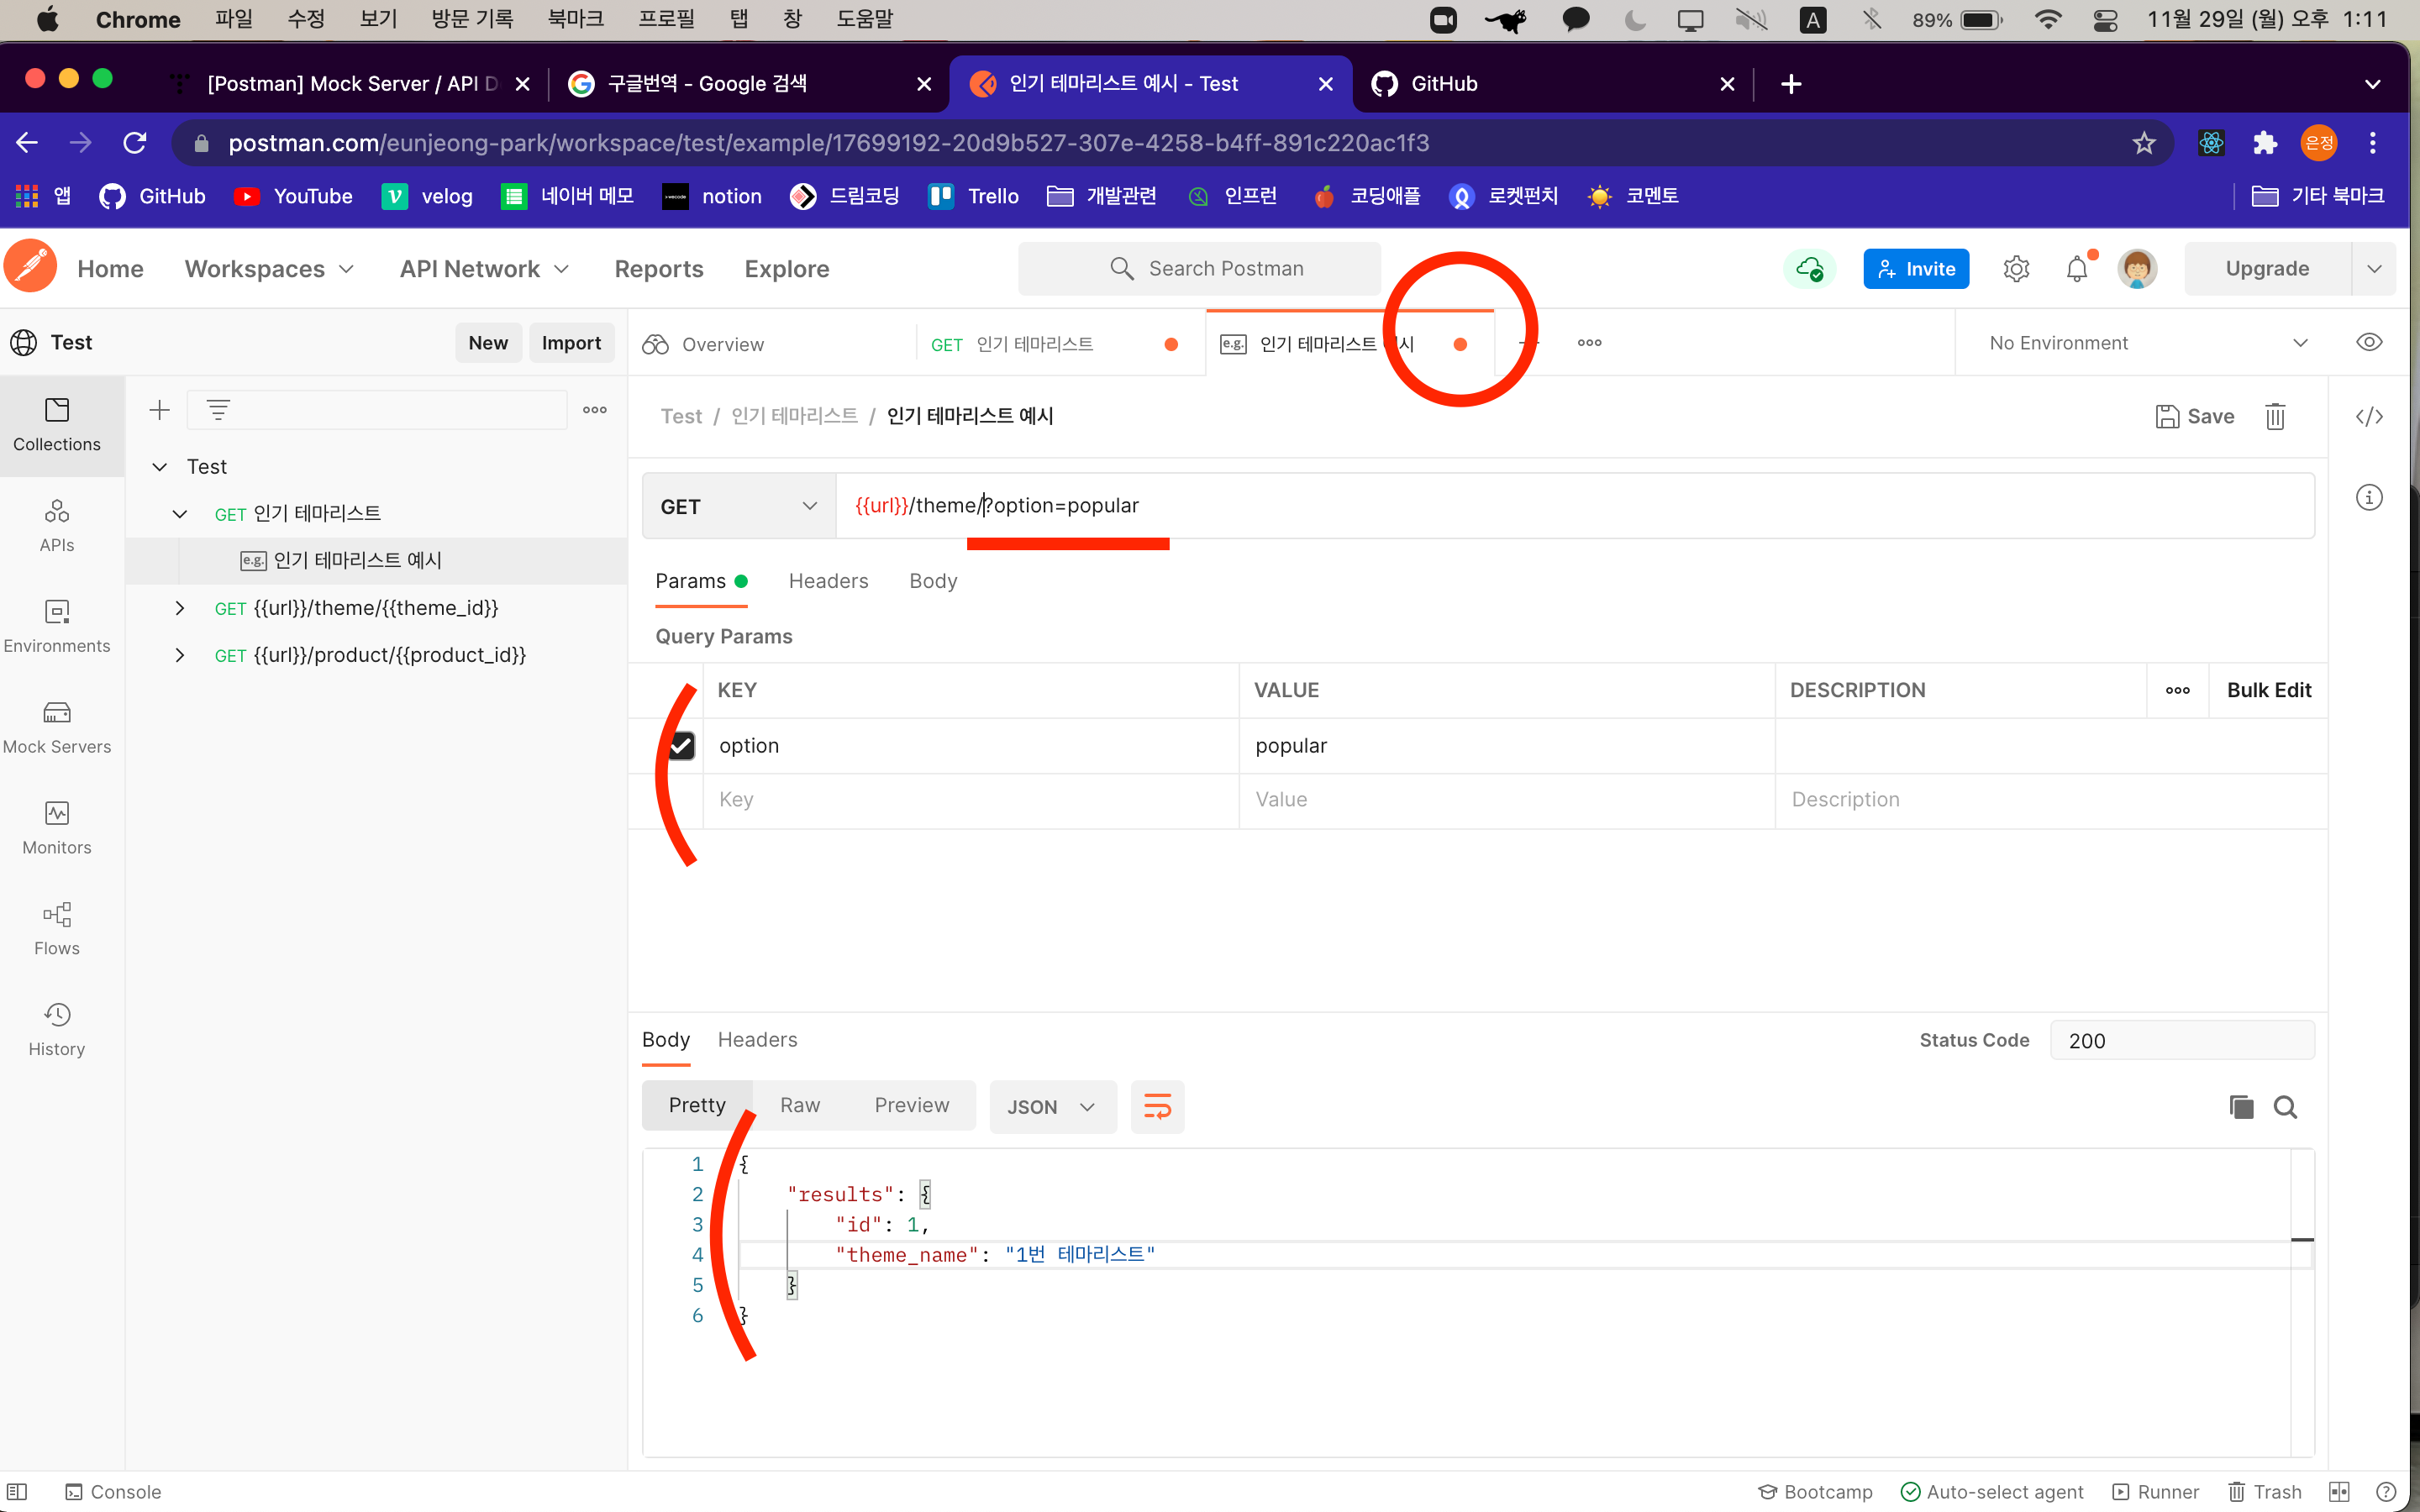 Chrome 파일 수정 보기 방문 기록 북마크 프로필 탭 창 도움말 A 89% 11월 29일 (월) 오후 1:11
[Postman] Mock Server / API D
구글번역 - Google 검색
인기 테마리스트 예시 - Test
GitHub
postman.com/eunjeong-park/workspace/test/example/17699192-20d9b527-307e-4258-b4ff-891c220ac1f3
은정
앱 GitHub YouTube velog 네이버 메모 notion 드림코딩 Trello 개발관련 인프런 코딩애플 로켓펀치 코멘토 기타 북마크
Home Workspaces API Network Reports Explore Search Postman Invite Upgrade
Test New Import Overview GET 인기 테마리스트 e.g. 인기 테마리스트 예시 No Environment
Collections
APIs
Environments
Mock Servers
Monitors
Flows
History
Test
GET 인기 테마리스트
e.g. 인기 테마리스트 예시
GET {{url}}/theme/{{theme_id}}
GET {{url}}/product/{{product_id}}
Test / 인기 테마리스트 / 인기 테마리스트 예시 Save
GET {{url}}/theme/?option=popular
Params Headers Body
Query Params
KEY VALUE DESCRIPTION Bulk Edit
option popular
Key Value Description
Body Headers Status Code 200
Pretty Raw Preview JSON
1 {
2 "results": {
3 "id": 1,
4 "theme_name": "1번 테마리스트"
5 }
6 }
Console Bootcamp Auto-select agent Runner Trash